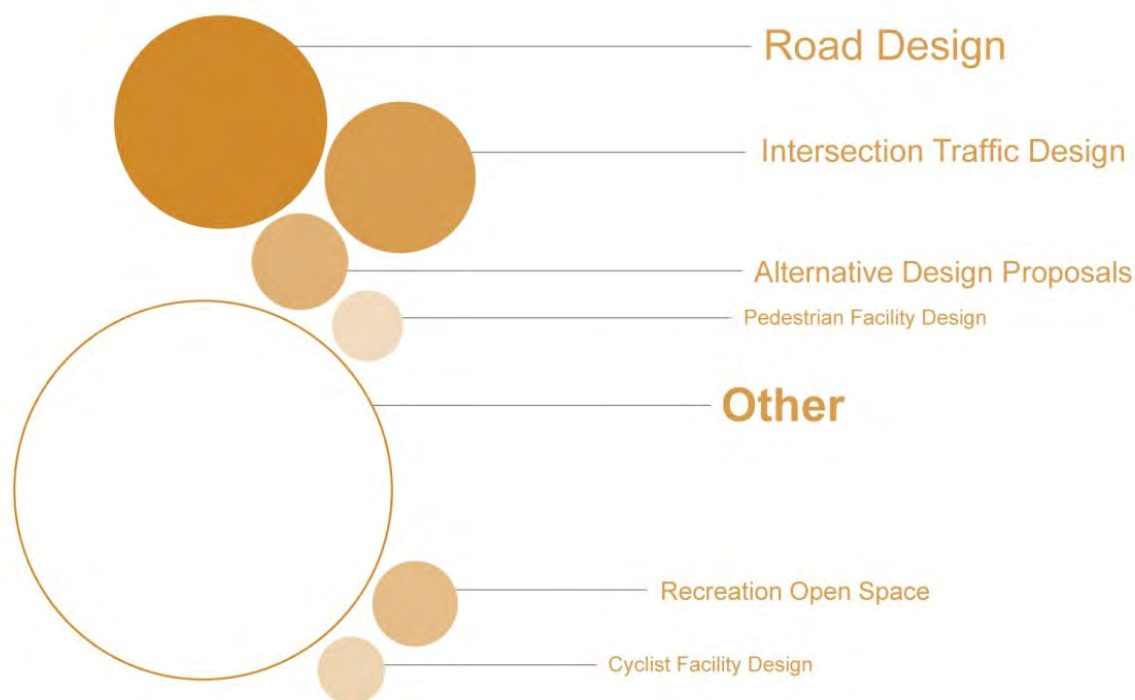 Road Design
Intersection Traffic Design
Alternative Design Proposals
Pedestrian Facility Design
Other
Recreation Open Space
Cyclist Facility Design